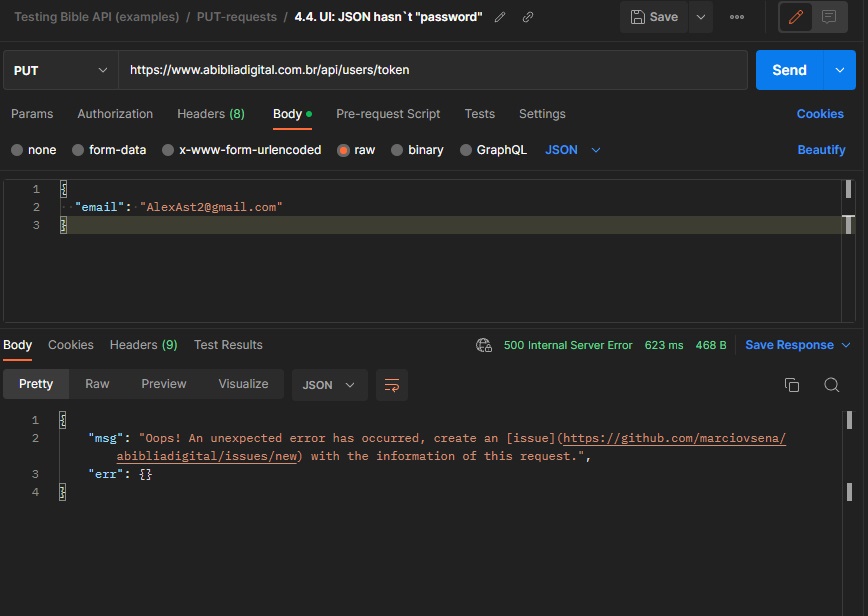 Testing Bible API (examples) / PUT-requests / 4.4. UI: JSON hasn`t "password" Save
PUT https://www.abibliadigital.com.br/api/users/token Send
Params Authorization Headers (8) Body Pre-request Script Tests Settings Cookies
none form-data x-www-form-urlencoded raw binary GraphQL JSON Beautify
1 {
2 "email": "AlexAst2@gmail.com"
3 }
Body Cookies Headers (9) Test Results 500 Internal Server Error 623 ms 468 B Save Response
Pretty Raw Preview Visualize JSON
1 {
2 "msg": "Oops! An unexpected error has occurred, create an [issue](https://github.com/marciovsena/
abibliadigital/issues/new) with the information of this request.",
3 "err": {}
4 }